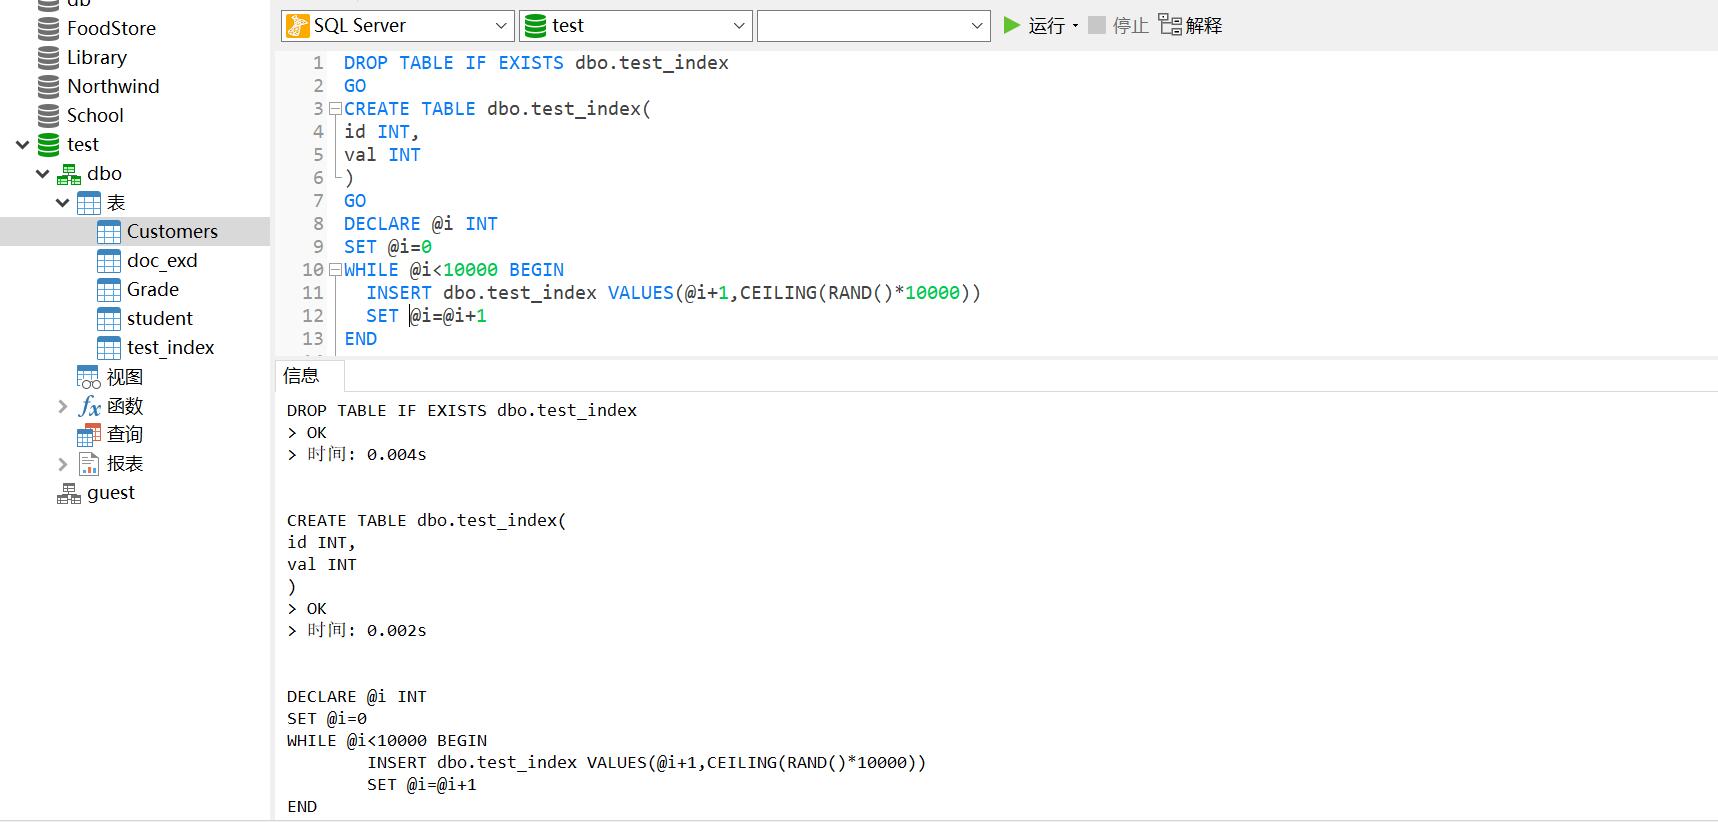 db
FoodStore
Library
Northwind
School
test
dbo
表
Customers
doc_exd
Grade
student
test_index
视图
fx 函数
查询
报表
guest
SQL Server
test
运行
停止
解释
1 DROP TABLE IF EXISTS dbo.test_index
2 GO
3 CREATE TABLE dbo.test_index(
4 id INT,
5 val INT
6 )
7 GO
8 DECLARE @i INT
9 SET @i=0
10 WHILE @i<10000 BEGIN
11 INSERT dbo.test_index VALUES(@i+1,CEILING(RAND()*10000))
12 SET @i=@i+1
13 END
信息
DROP TABLE IF EXISTS dbo.test_index
> OK
> 时间: 0.004s
CREATE TABLE dbo.test_index(
id INT,
val INT
)
> OK
> 时间: 0.002s
DECLARE @i INT
SET @i=0
WHILE @i<10000 BEGIN
INSERT dbo.test_index VALUES(@i+1,CEILING(RAND()*10000))
SET @i=@i+1
END